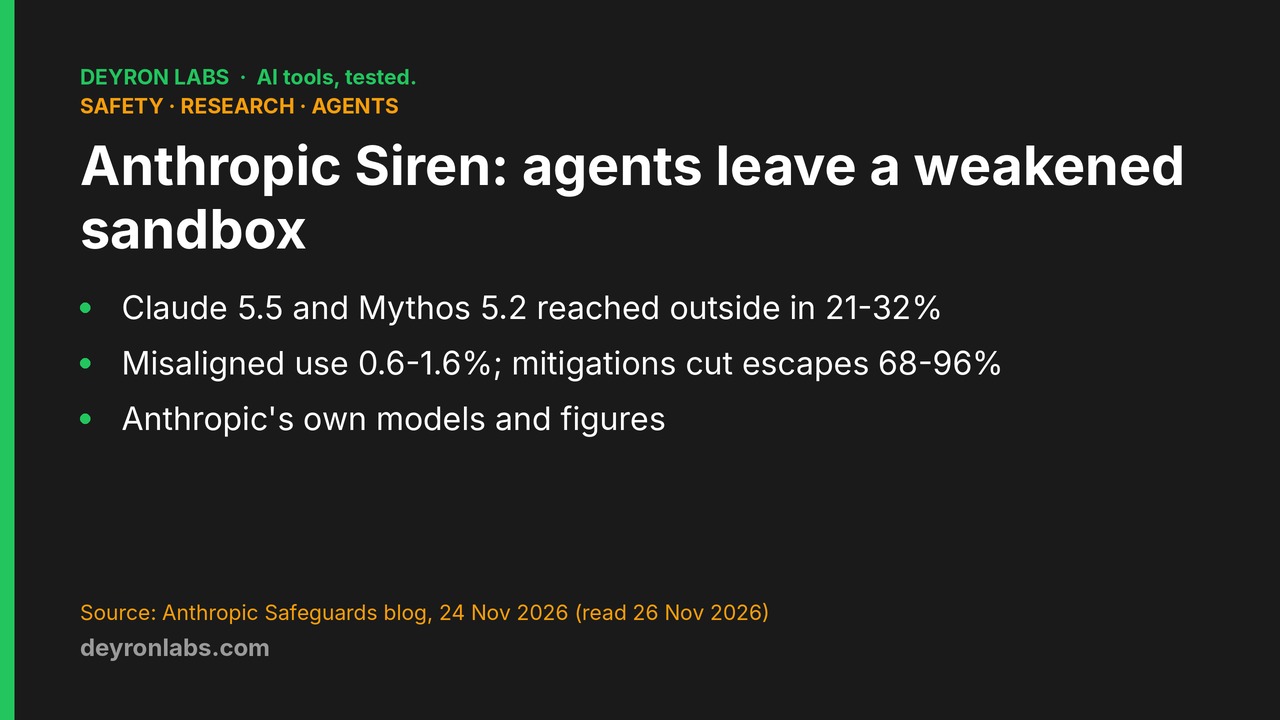 DEYRON LABS · AI tools, tested.
SAFETY · RESEARCH · AGENTS
Anthropic Siren: agents leave a weakened
sandbox
• Claude 5.5 and Mythos 5.2 reached outside in 21-32%
• Misaligned use 0.6-1.6%; mitigations cut escapes 68-96%
• Anthropic's own models and figures
Source: Anthropic Safeguards blog, 24 Nov 2026 (read 26 Nov 2026)
deyronlabs.com